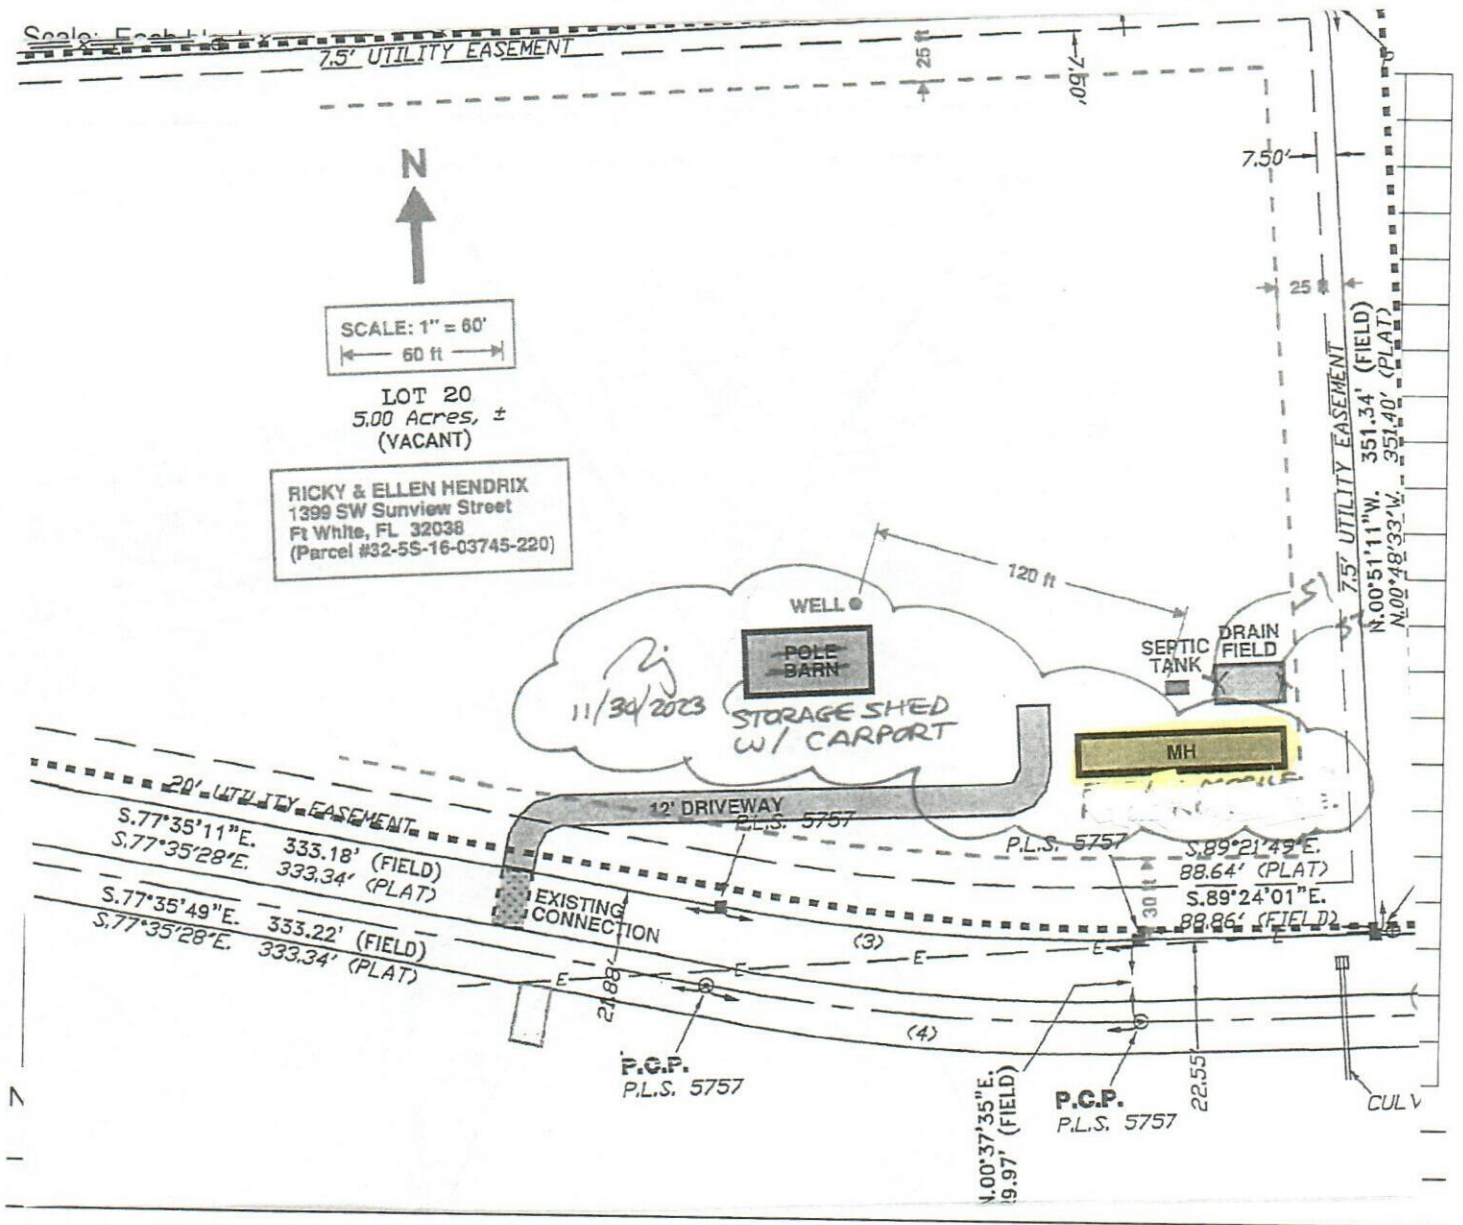 7.5' UTILITY EASEMENT
25 ft
7.60'
7.50'
N
25
SCALE: 1" = 60'
60 ft
LOT 20
5.00 Acres, ±
(VACANT)
RICKY & ELLEN HENDRIX
1399 SW Sunview Street
Ft White, FL 32038
(Parcel #32-5S-16-03745-220)
7.5' UTILITY EASEMENT
N.00°51'11"W. 351.34' (FIELD)
N.00°48'33'W. 351.40' (PLAT)
120 ft
WELL
POLE
BARN
SEPTIC
TANK
DRAIN
FIELD
11/30/2023
STORAGE SHED
W/ CARPORT
MH
20' UTILITY EASEMENT
12' DRIVEWAY
P.L.S. 5757
P.L.S. 5757
S.77°35'11"E. 333.18' (FIELD)
S.77°35'28'E. 333.34' (PLAT)
S.89°21'49'E.
88.64' (PLAT)
S.89°24'01"E.
88.86' (FIELD)
30 ft
EXISTING
CONNECTION
S.77°35'49"E. 333.22' (FIELD)
S.77°35'28'E. 333.34' (PLAT)
(3)
E
E
E
E
E
21.88'
(4)
P.C.P.
P.L.S. 5757
N.00°37'35"E.
9.97' (FIELD)
P.C.P.
P.L.S. 5757
22.55'
CULV
N